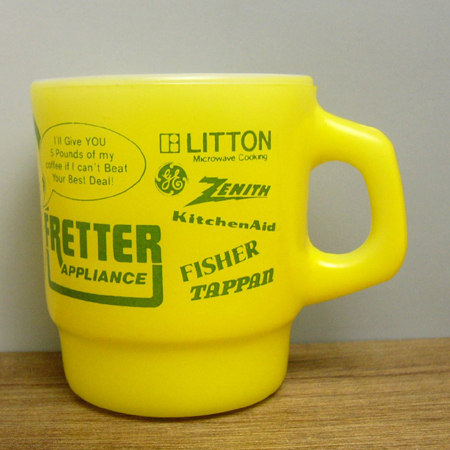 I'll Give YOU
5 Pounds of my
coffee if I can't Beat
Your Best Deal!
FRETTER
APPLIANCE
LITTON
Microwave Cooking
GE
ZENITH
KitchenAid
FISHER
TAPPAN